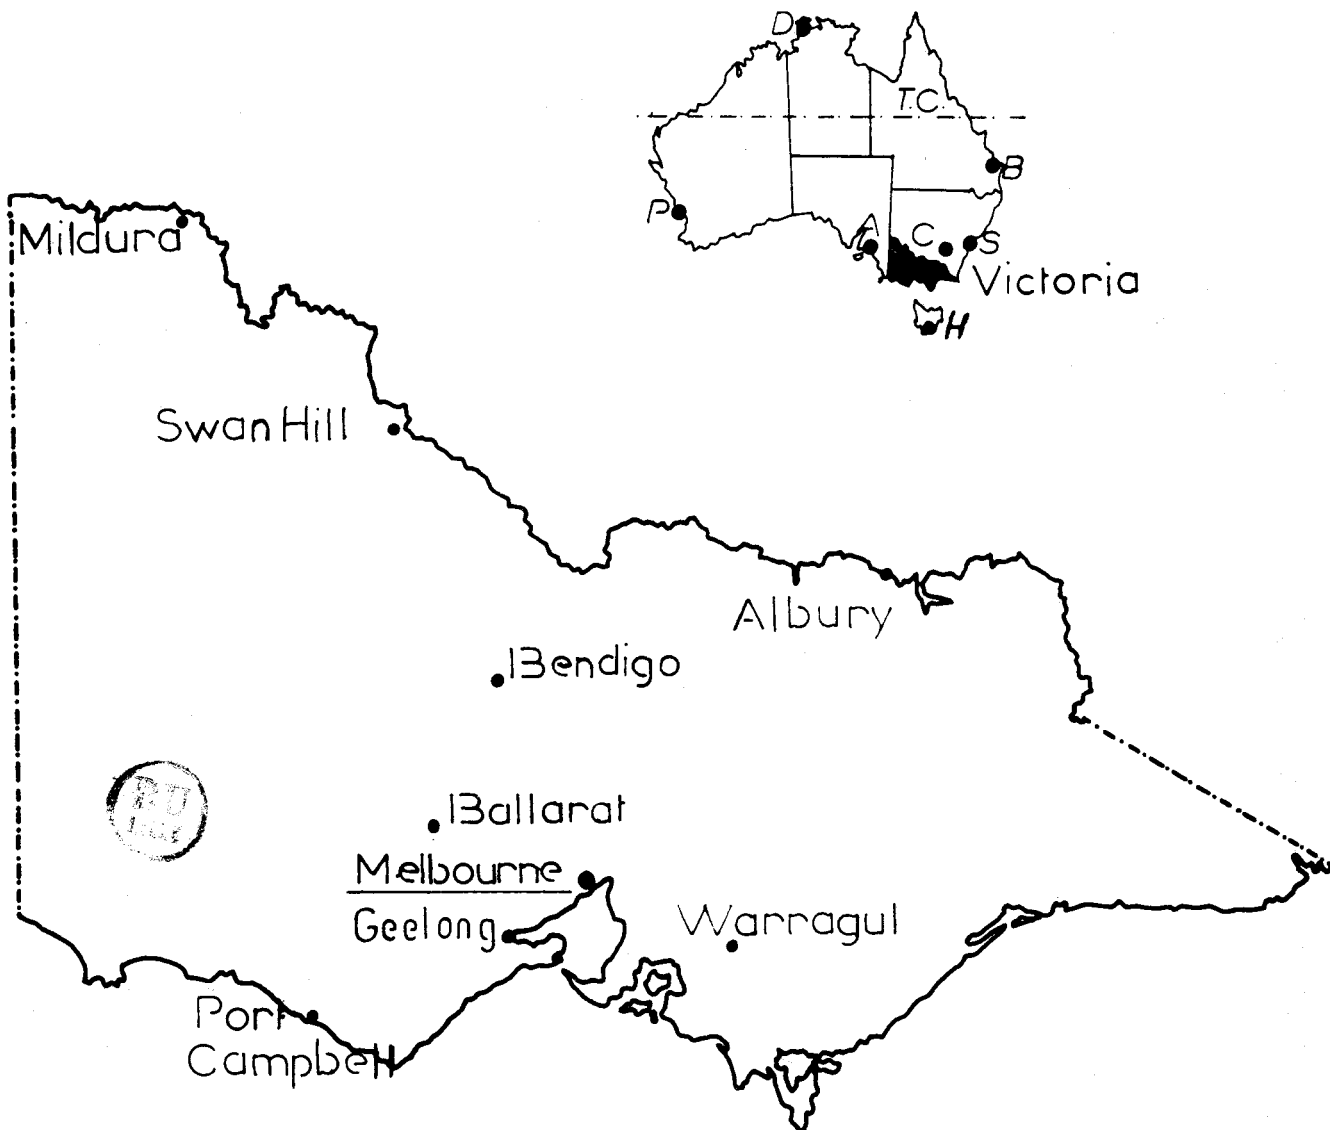 D
T.C.
B
P
A
C
S
Victoria
H
Mildura
Swan Hill
Albury
Bendigo
Ballarat
Melbourne
Geelong
Warragul
Port
Campbell